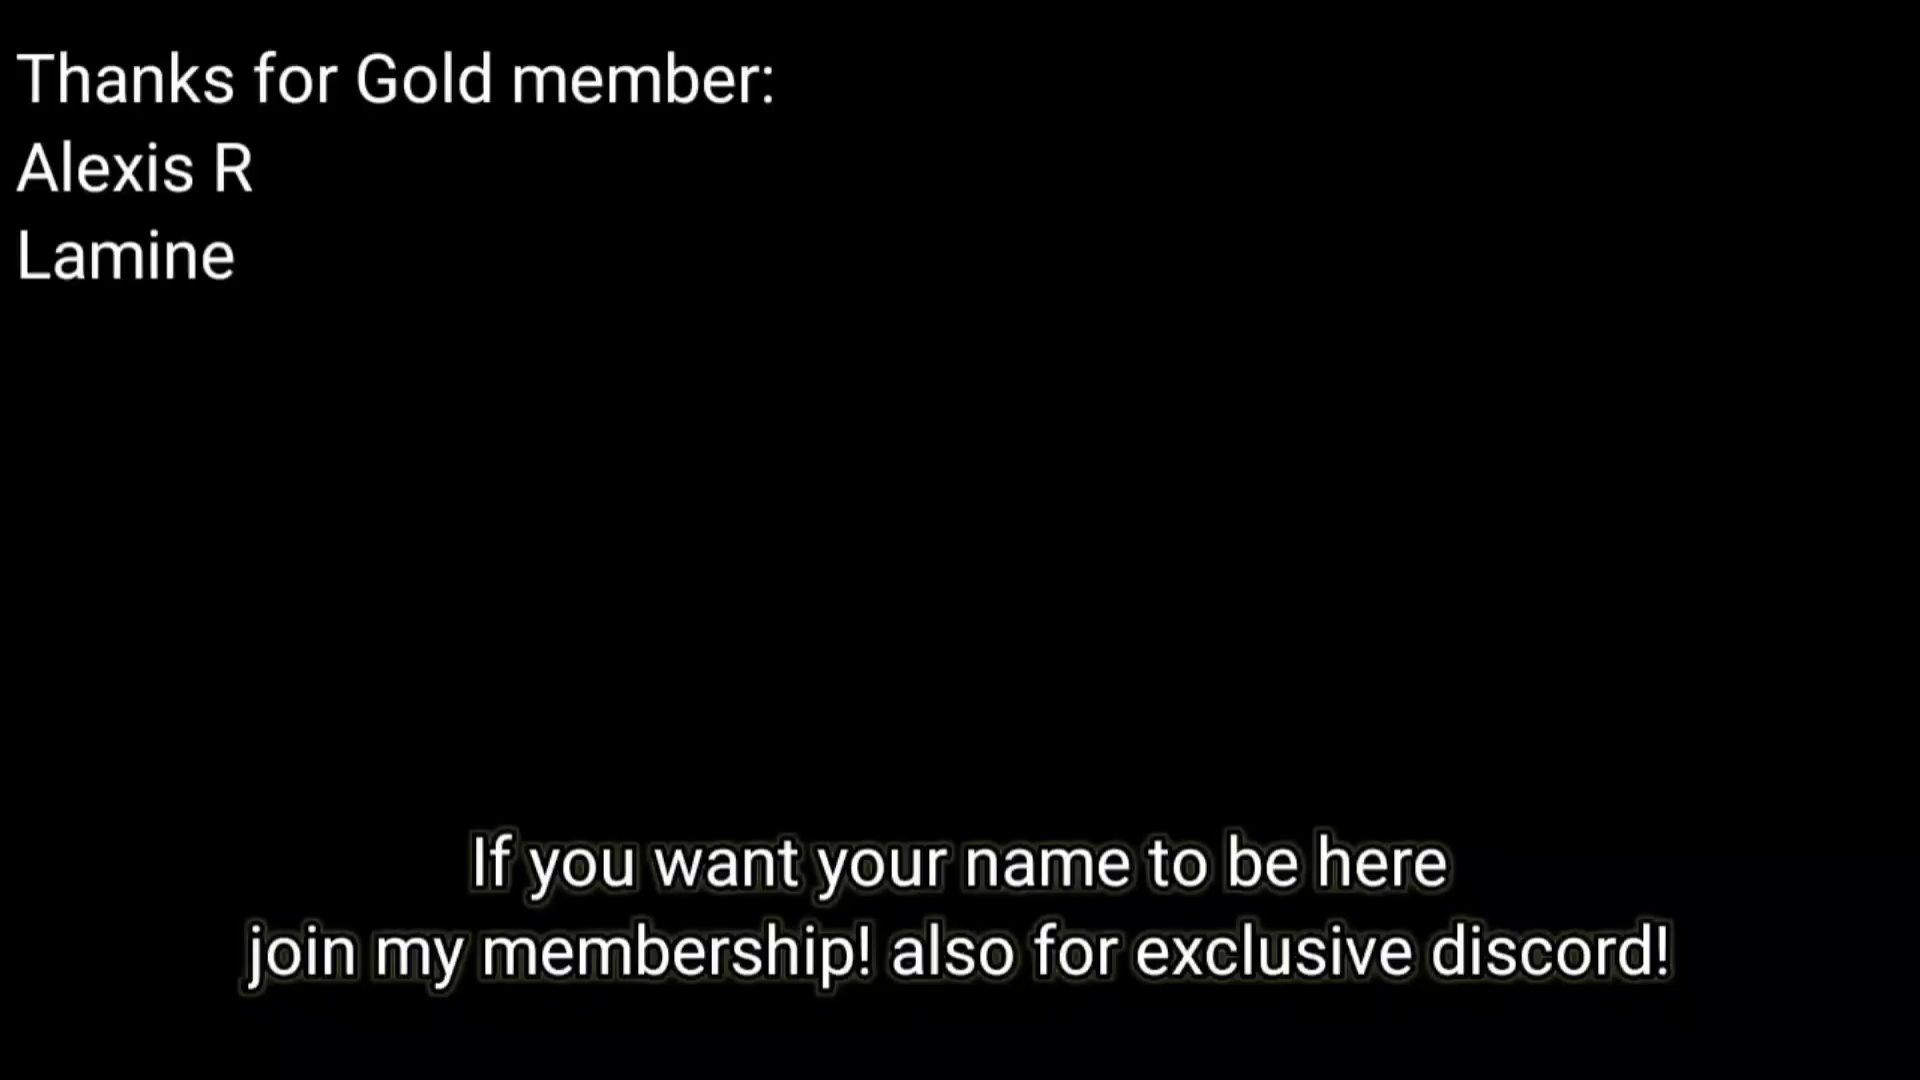 Thanks for Gold member:
Alexis R
Lamine
If you want your name to be here
join my membership! also for exclusive discord!